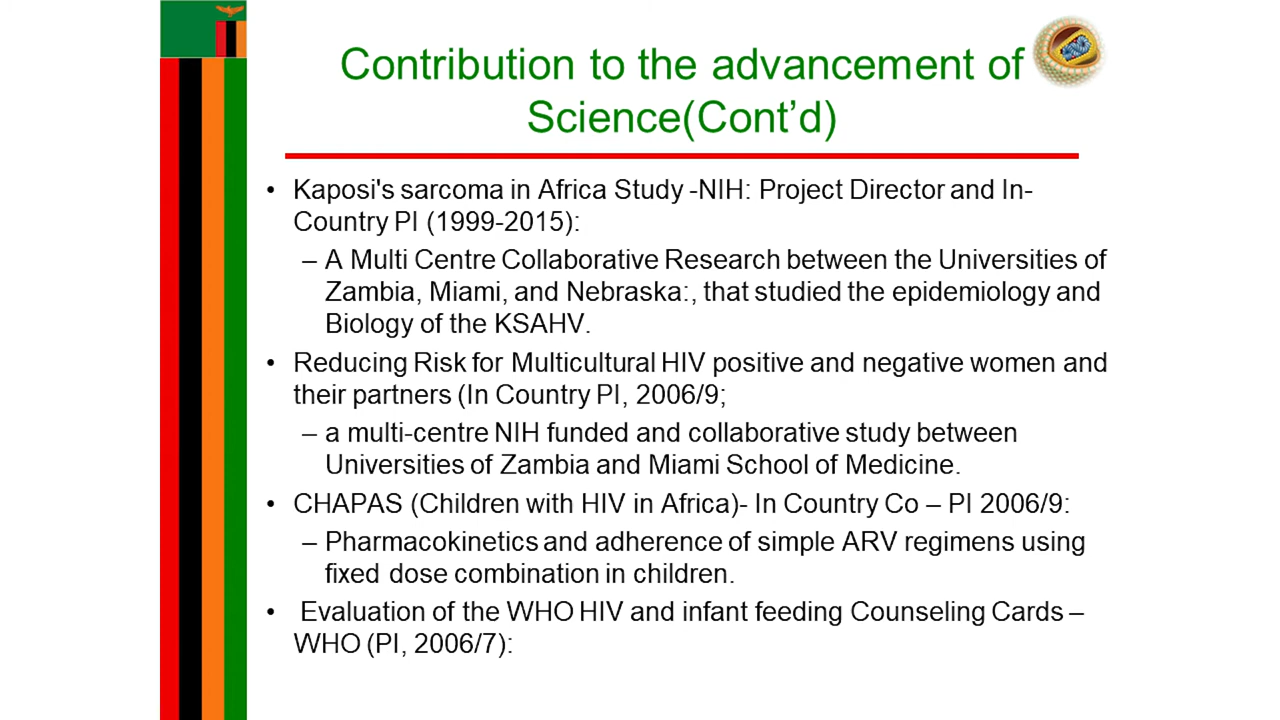 Contribution to the advancement of
Science(Cont’d)
• Kaposi's sarcoma in Africa Study -NIH: Project Director and In-
Country PI (1999-2015):
– A Multi Centre Collaborative Research between the Universities of
Zambia, Miami, and Nebraska:, that studied the epidemiology and
Biology of the KSAHV.
• Reducing Risk for Multicultural HIV positive and negative women and
their partners (In Country PI, 2006/9;
– a multi-centre NIH funded and collaborative study between
Universities of Zambia and Miami School of Medicine.
• CHAPAS (Children with HIV in Africa)- In Country Co – PI 2006/9:
– Pharmacokinetics and adherence of simple ARV regimens using
fixed dose combination in children.
• Evaluation of the WHO HIV and infant feeding Counseling Cards –
WHO (PI, 2006/7):